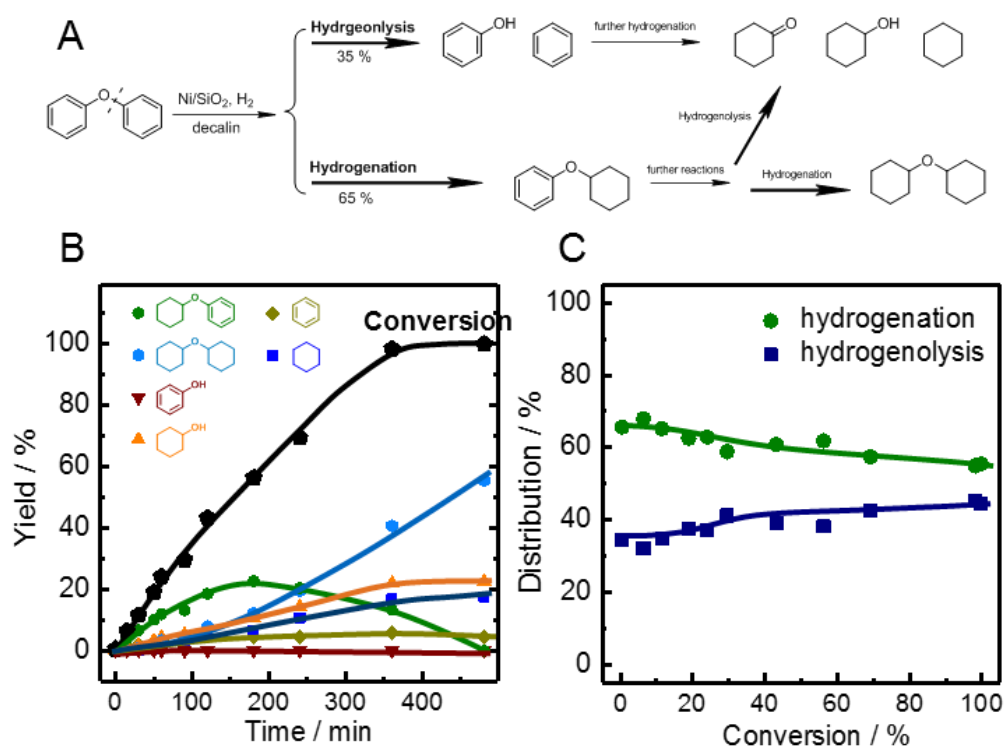 A
Hydrgeonlysis
35 %
OH
further hydrogenation
O
OH
O
Ni/SiO2, H2
decalin
Hydrogenolysis
Hydrogenation
65 %
O
further reactions
Hydrogenation
O
B
Conversion
O
O
OH
OH
100
80
60
40
20
0
Yield / %
0
100
200
300
400
Time / min
C
hydrogenation
hydrogenolysis
100
80
60
40
20
0
Distribution / %
0
20
40
60
80
100
Conversion / %